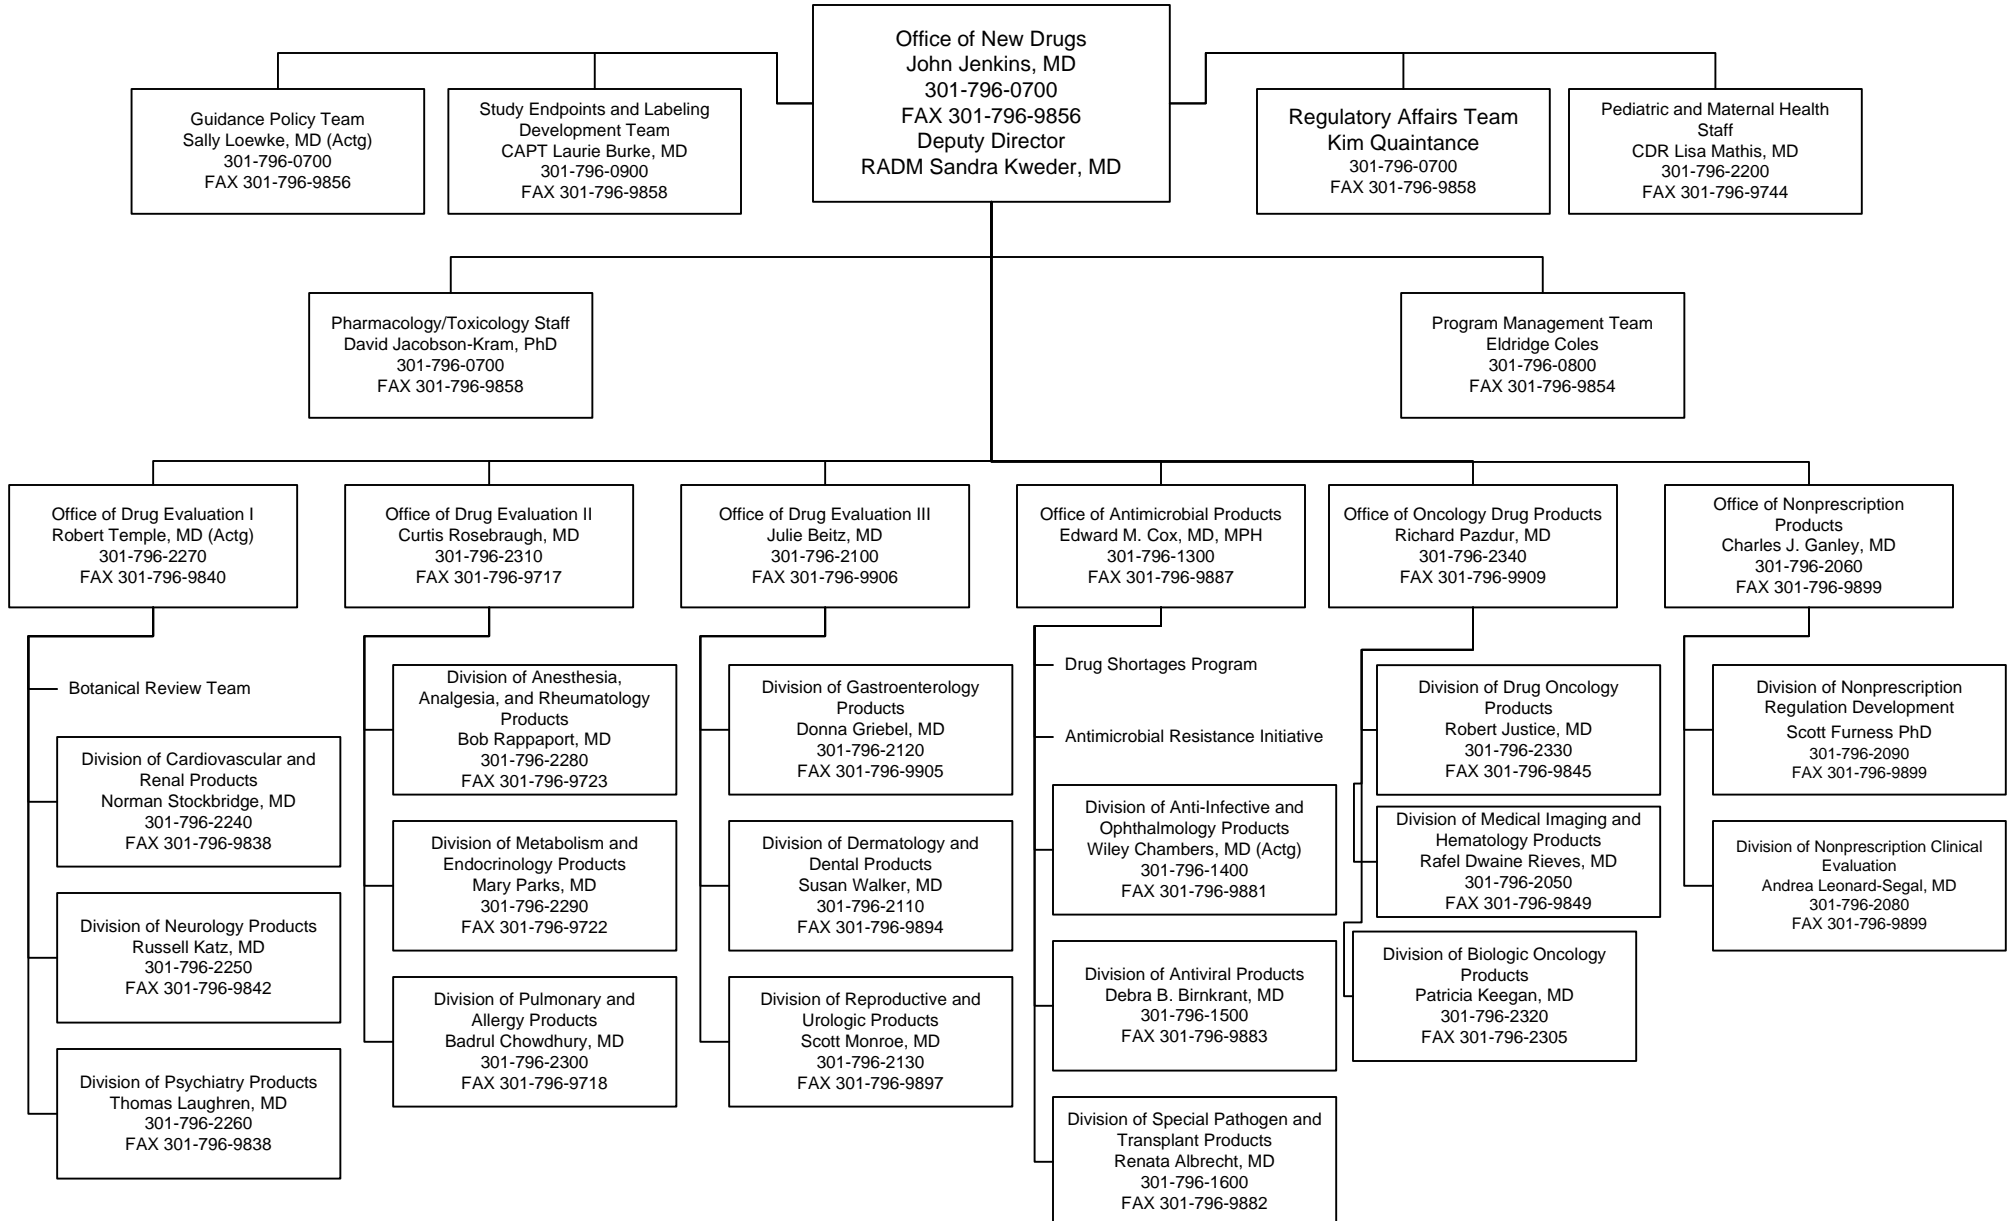 Office of New Drugs
John Jenkins, MD
301-796-0700
FAX 301-796-9856
Deputy Director
RADM Sandra Kweder, MD
Guidance Policy Team
Sally Loewke, MD (Actg)
301-796-0700
FAX 301-796-9856
Study Endpoints and Labeling
Development Team
CAPT Laurie Burke, MD
301-796-0900
FAX 301-796-9858
Regulatory Affairs Team
Kim Quaintance
301-796-0700
FAX 301-796-9858
Pediatric and Maternal Health
Staff
CDR Lisa Mathis, MD
301-796-2200
FAX 301-796-9744
Pharmacology/Toxicology Staff
David Jacobson-Kram, PhD
301-796-0700
FAX 301-796-9858
Program Management Team
Eldridge Coles
301-796-0800
FAX 301-796-9854
Office of Drug Evaluation I
Robert Temple, MD (Actg)
301-796-2270
FAX 301-796-9840
Botanical Review Team
Division of Cardiovascular and
Renal Products
Norman Stockbridge, MD
301-796-2240
FAX 301-796-9838
Division of Neurology Products
Russell Katz, MD
301-796-2250
FAX 301-796-9842
Division of Psychiatry Products
Thomas Laughren, MD
301-796-2260
FAX 301-796-9838
Office of Drug Evaluation II
Curtis Rosebraugh, MD
301-796-2310
FAX 301-796-9717
Division of Anesthesia,
Analgesia, and Rheumatology
Products
Bob Rappaport, MD
301-796-2280
FAX 301-796-9723
Division of Metabolism and
Endocrinology Products
Mary Parks, MD
301-796-2290
FAX 301-796-9722
Division of Pulmonary and
Allergy Products
Badrul Chowdhury, MD
301-796-2300
FAX 301-796-9718
Office of Drug Evaluation III
Julie Beitz, MD
301-796-2100
FAX 301-796-9906
Division of Gastroenterology
Products
Donna Griebel, MD
301-796-2120
FAX 301-796-9905
Division of Dermatology and
Dental Products
Susan Walker, MD
301-796-2110
FAX 301-796-9894
Division of Reproductive and
Urologic Products
Scott Monroe, MD
301-796-2130
FAX 301-796-9897
Office of Antimicrobial Products
Edward M. Cox, MD, MPH
301-796-1300
FAX 301-796-9887
Drug Shortages Program
Antimicrobial Resistance Initiative
Division of Anti-Infective and
Ophthalmology Products
Wiley Chambers, MD (Actg)
301-796-1400
FAX 301-796-9881
Division of Antiviral Products
Debra B. Birnkrant, MD
301-796-1500
FAX 301-796-9883
Division of Special Pathogen and
Transplant Products
Renata Albrecht, MD
301-796-1600
FAX 301-796-9882
Office of Oncology Drug Products
Richard Pazdur, MD
301-796-2340
FAX 301-796-9909
Division of Drug Oncology
Products
Robert Justice, MD
301-796-2330
FAX 301-796-9845
Division of Medical Imaging and
Hematology Products
Rafel Dwaine Rieves, MD
301-796-2050
FAX 301-796-9849
Division of Biologic Oncology
Products
Patricia Keegan, MD
301-796-2320
FAX 301-796-2305
Office of Nonprescription
Products
Charles J. Ganley, MD
301-796-2060
FAX 301-796-9899
Division of Nonprescription
Regulation Development
Scott Furness PhD
301-796-2090
FAX 301-796-9899
Division of Nonprescription Clinical
Evaluation
Andrea Leonard-Segal, MD
301-796-2080
FAX 301-796-9899